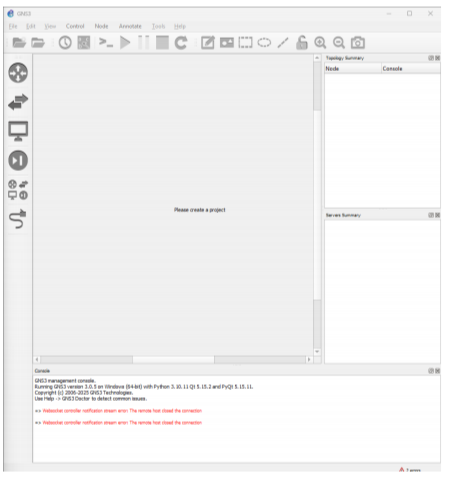 GNS3
File Edit View Control Node Annotate Tools Help
Topology Summary
Node Console
Please create a project
Servers Summary
Console
GNS3 management console.
Running GNS3 version 3.0.5 on Windows (64-bit) with Python 3.10.11 Qt 5.15.2 and PyQt 5.15.11.
Copyright (c) 2006-2025 GNS3 Technologies.
Use Help -> GNS3 Doctor to detect common issues.
=> Websocket controller notification stream error: The remote host closed the connection
=> Websocket controller notification stream error: The remote host closed the connection
errors